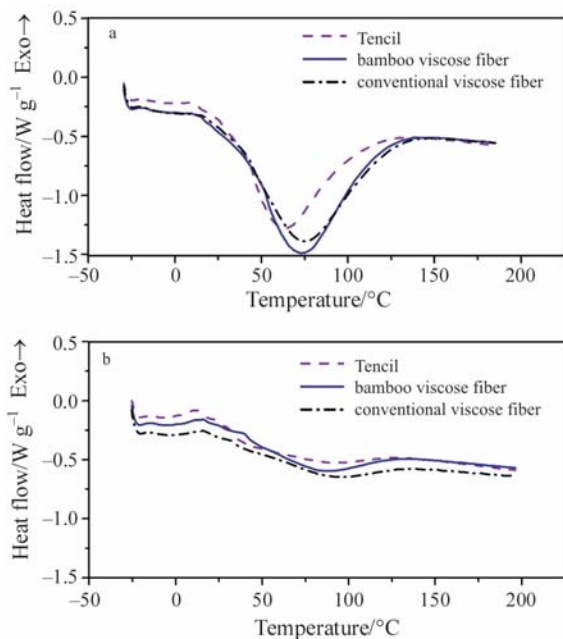 a
Tencil
bamboo viscose fiber
conventional viscose fiber
Heat flow/W g⁻¹ Exo→
0.5
0.0
–0.5
–1.0
–1.5
–50 0 50 100 150 200
Temperature/°C
b
Tencil
bamboo viscose fiber
conventional viscose fiber
Heat flow/W g⁻¹ Exo→
0.5
0.0
–0.5
–1.0
–1.5
–50 0 50 100 150 200
Temperature/°C